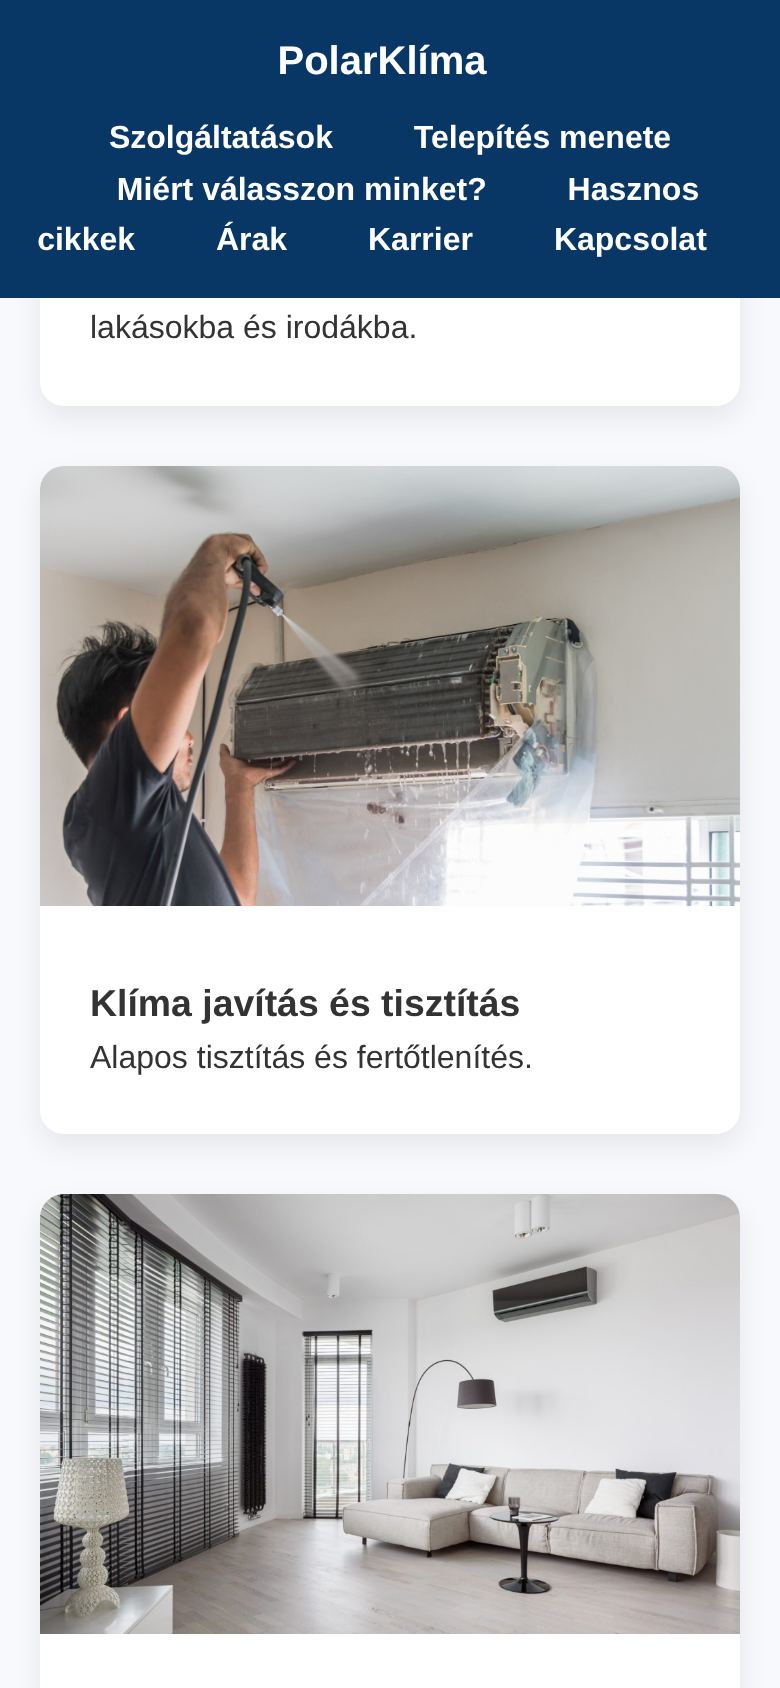 PolarKlíma
Szolgáltatások Telepítés menete
Miért válasszon minket? Hasznos
cikkek Árak Karrier Kapcsolat
lakásokba és irodákba.
Klíma javítás és tisztítás
Alapos tisztítás és fertőtlenítés.